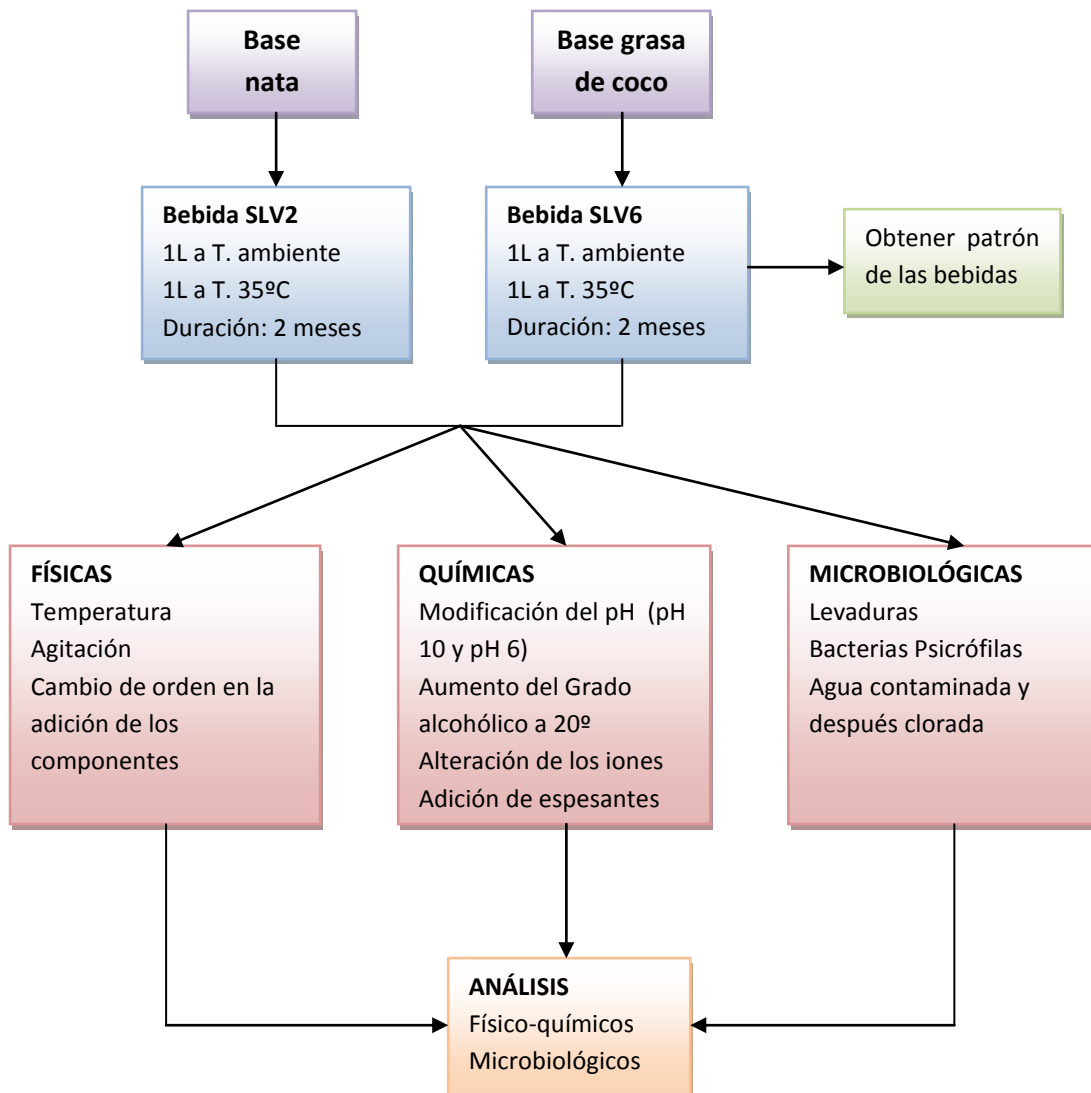 Base
nata
Base grasa
de coco
Bebida SLV2
1L a T. ambiente
1L a T. 35ºC
Duración: 2 meses
Bebida SLV6
1L a T. ambiente
1L a T. 35ºC
Duración: 2 meses
Obtener patrón
de las bebidas
FÍSICAS
Temperatura
Agitación
Cambio de orden en la
adición de los
componentes
QUÍMICAS
Modificación del pH (pH
10 y pH 6)
Aumento del Grado
alcohólico a 20º
Alteración de los iones
Adición de espesantes
MICROBIOLÓGICAS
Levaduras
Bacterias Psicrófilas
Agua contaminada y
después clorada
ANÁLISIS
Físico-químicos
Microbiológicos